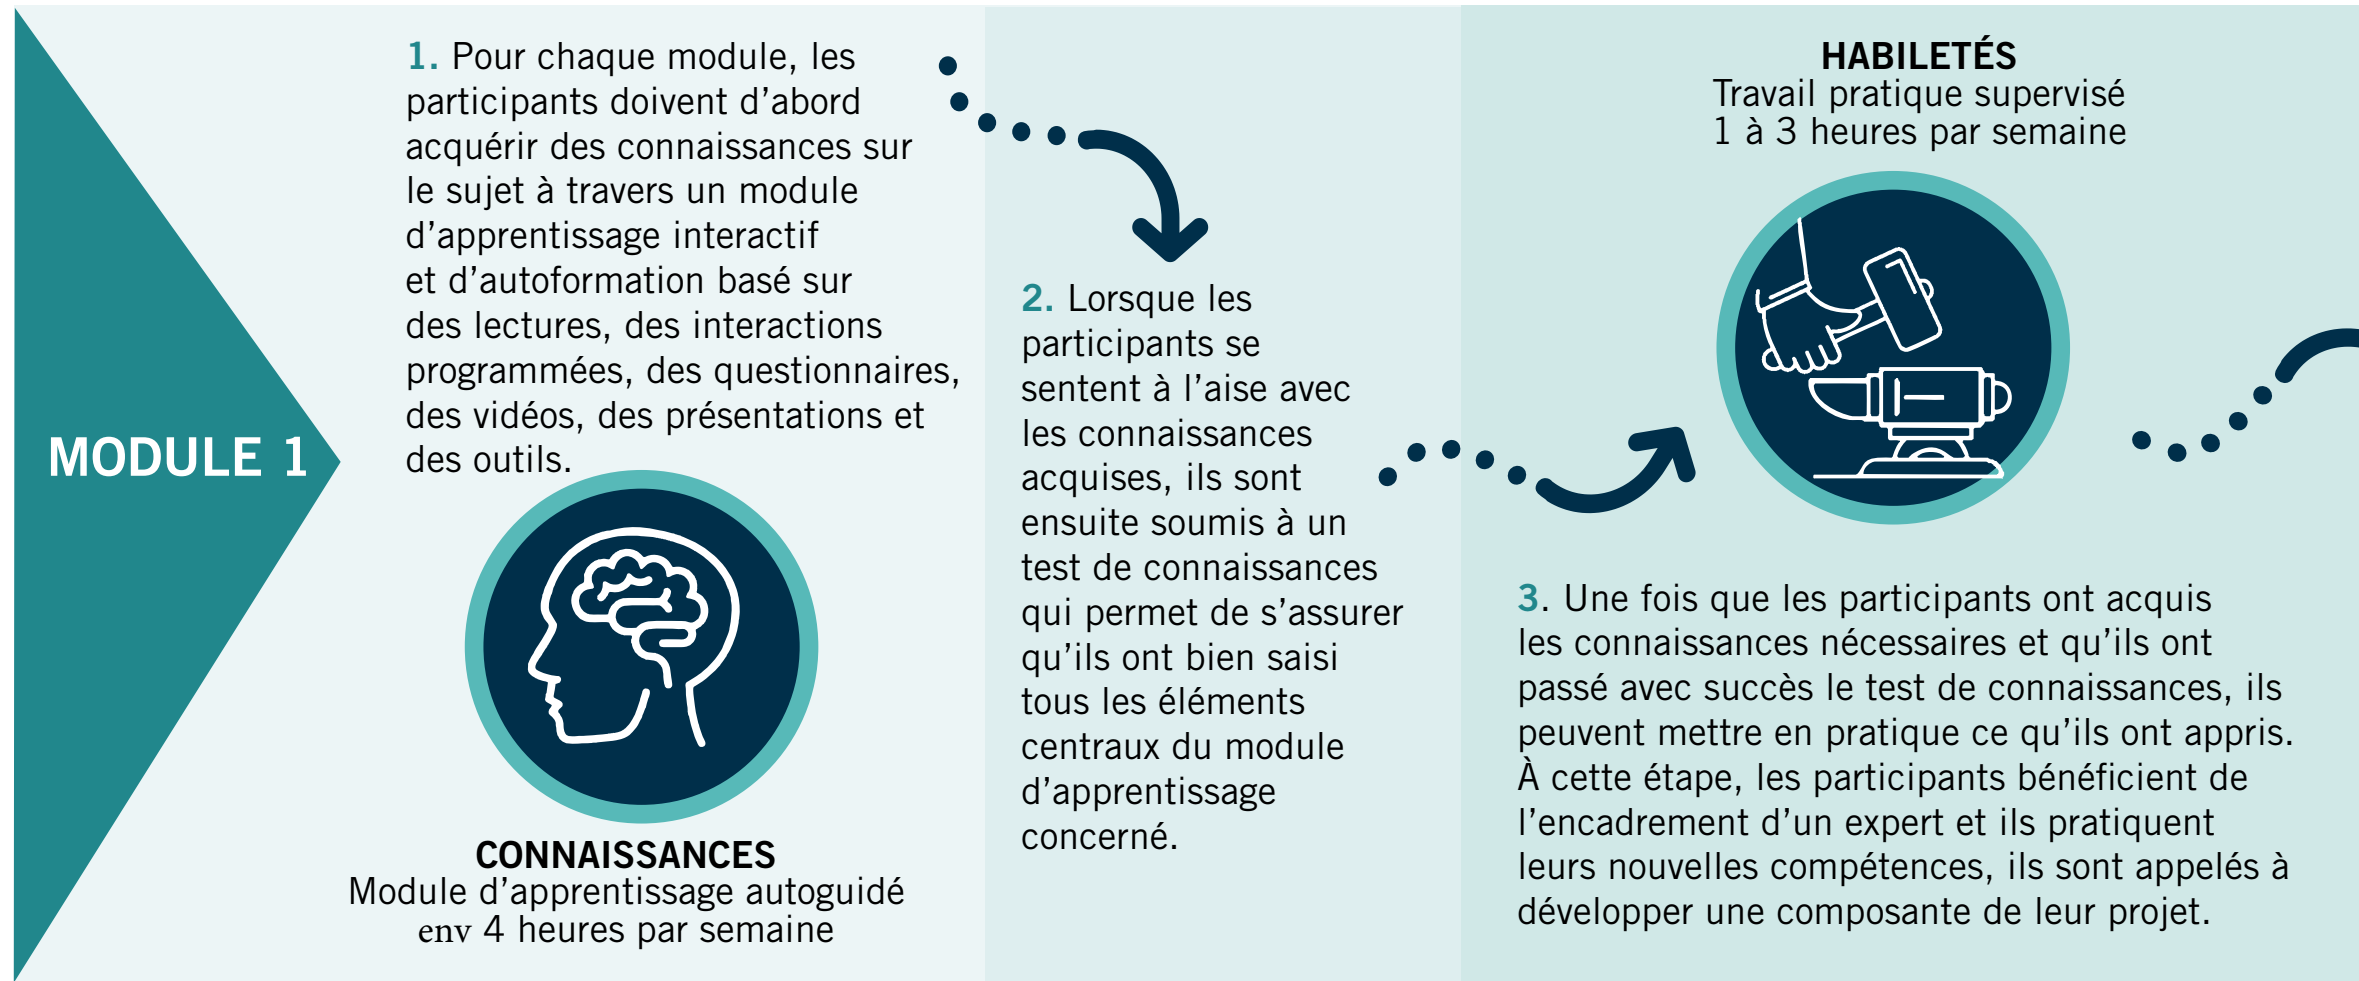 MODULE 1
1. Pour chaque module, les
participants doivent d’abord
acquérir des connaissances sur
le sujet à travers un module
d’apprentissage interactif
et d’autoformation basé sur
des lectures, des interactions
programmées, des questionnaires,
des vidéos, des présentations et
des outils.
CONNAISSANCES
Module d’apprentissage autoguidé
env 4 heures par semaine
2. Lorsque les
participants se
sentent à l’aise avec
les connaissances
acquises, ils sont
ensuite soumis à un
test de connaissances
qui permet de s’assurer
qu’ils ont bien saisi
tous les éléments
centraux du module
d’apprentissage
concerné.
HABILETÉS
Travail pratique supervisé
1 à 3 heures par semaine
3. Une fois que les participants ont acquis
les connaissances nécessaires et qu’ils ont
passé avec succès le test de connaissances, ils
peuvent mettre en pratique ce qu’ils ont appris.
À cette étape, les participants bénéficient de
l’encadrement d’un expert et ils pratiquent
leurs nouvelles compétences, ils sont appelés à
développer une composante de leur projet.